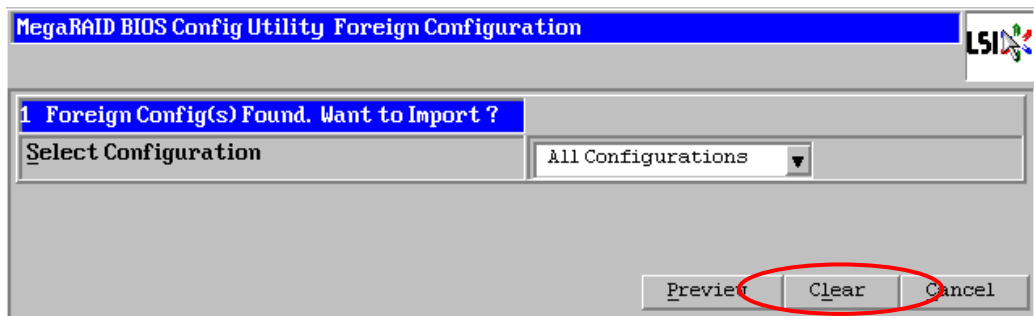 MegaRAID BIOS Config Utility Foreign Configuration
LSI
1 Foreign Config(s) Found. Want to Import ?
Select Configuration
All Configurations
Preview Clear Cancel